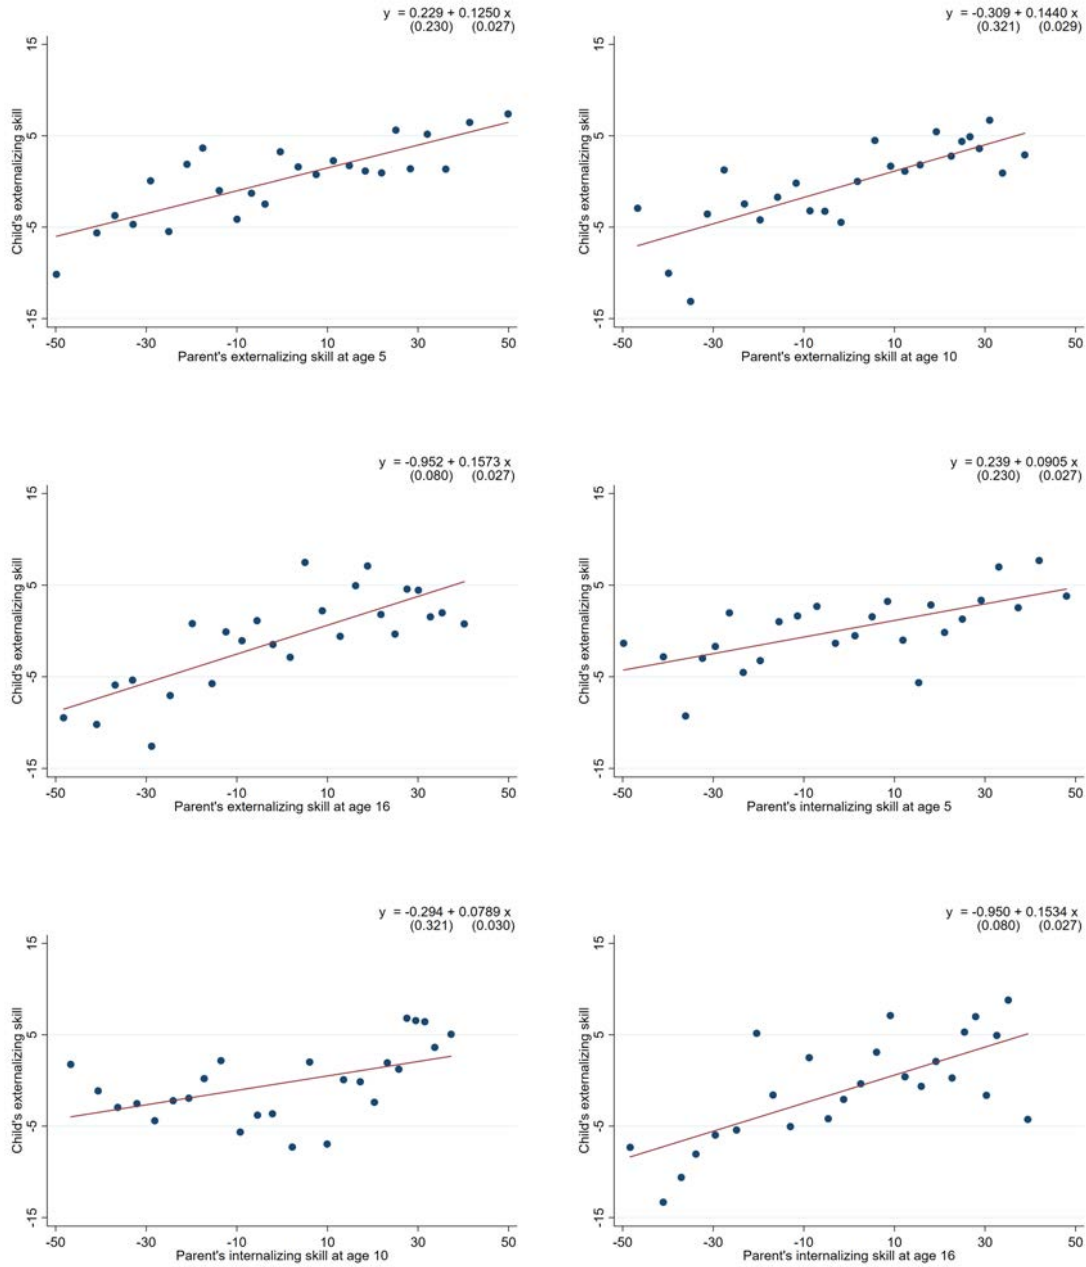 y = 0.229 + 0.1250 x
(0.230) (0.027)
Child's externalizing skill
15
5
-5
-15
-50 -30 -10 10 30 50
Parent's externalizing skill at age 5
y = -0.309 + 0.1440 x
(0.321) (0.029)
Child's externalizing skill
15
5
-5
-15
-50 -30 -10 10 30 50
Parent's externalizing skill at age 10
y = -0.952 + 0.1573 x
(0.080) (0.027)
Child's externalizing skill
15
5
-5
-15
-50 -30 -10 10 30 50
Parent's externalizing skill at age 16
y = 0.239 + 0.0905 x
(0.230) (0.027)
Child's externalizing skill
15
5
-5
-15
-50 -30 -10 10 30 50
Parent's internalizing skill at age 5
y = -0.294 + 0.0789 x
(0.321) (0.030)
Child's externalizing skill
15
5
-5
-15
-50 -30 -10 10 30 50
Parent's internalizing skill at age 10
y = -0.950 + 0.1534 x
(0.080) (0.027)
Child's externalizing skill
15
5
-5
-15
-50 -30 -10 10 30 50
Parent's internalizing skill at age 16